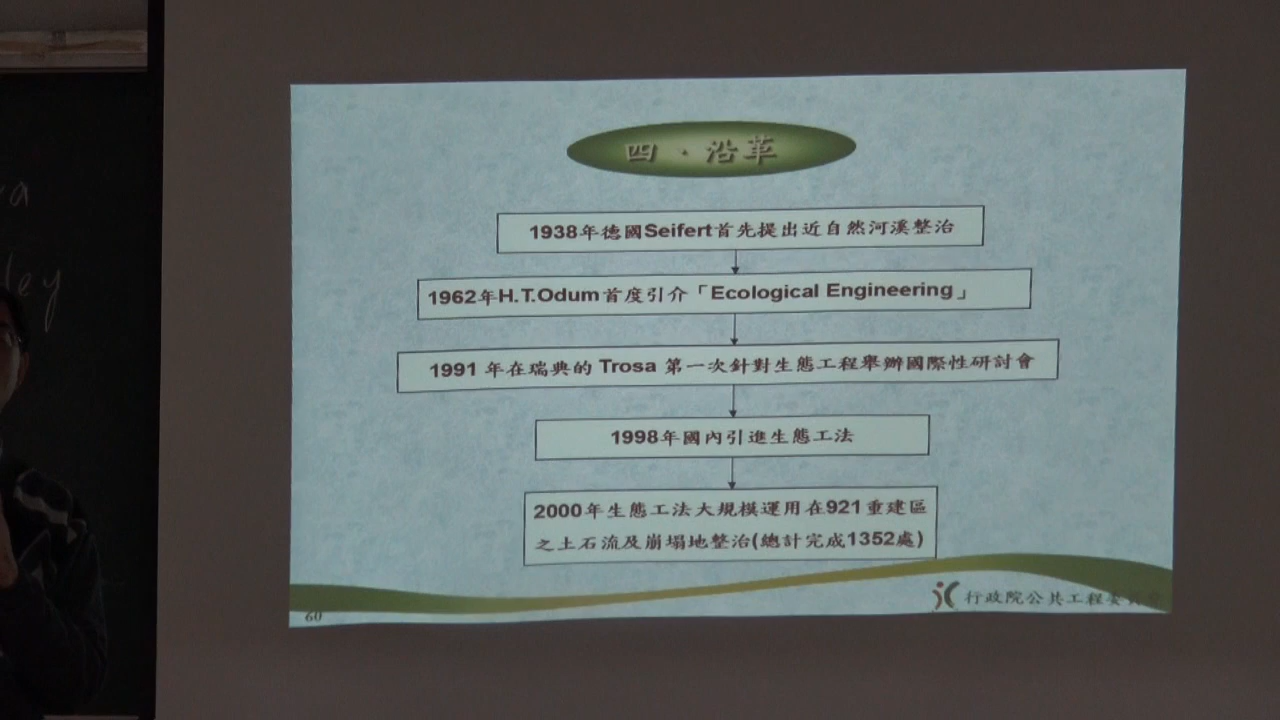 四、沿革
1938年德國Seifert首先提出近自然河溪整治
1962年H.T.Odum首度引介「Ecological Engineering」
1991 年在瑞典的 Trosa 第一次針對生態工程舉辦國際性研討會
1998年國內引進生態工法
2000年生態工法大規模運用在921重建區
之土石流及崩塌地整治(總計完成1352處)
行政院公共工程委員會
60